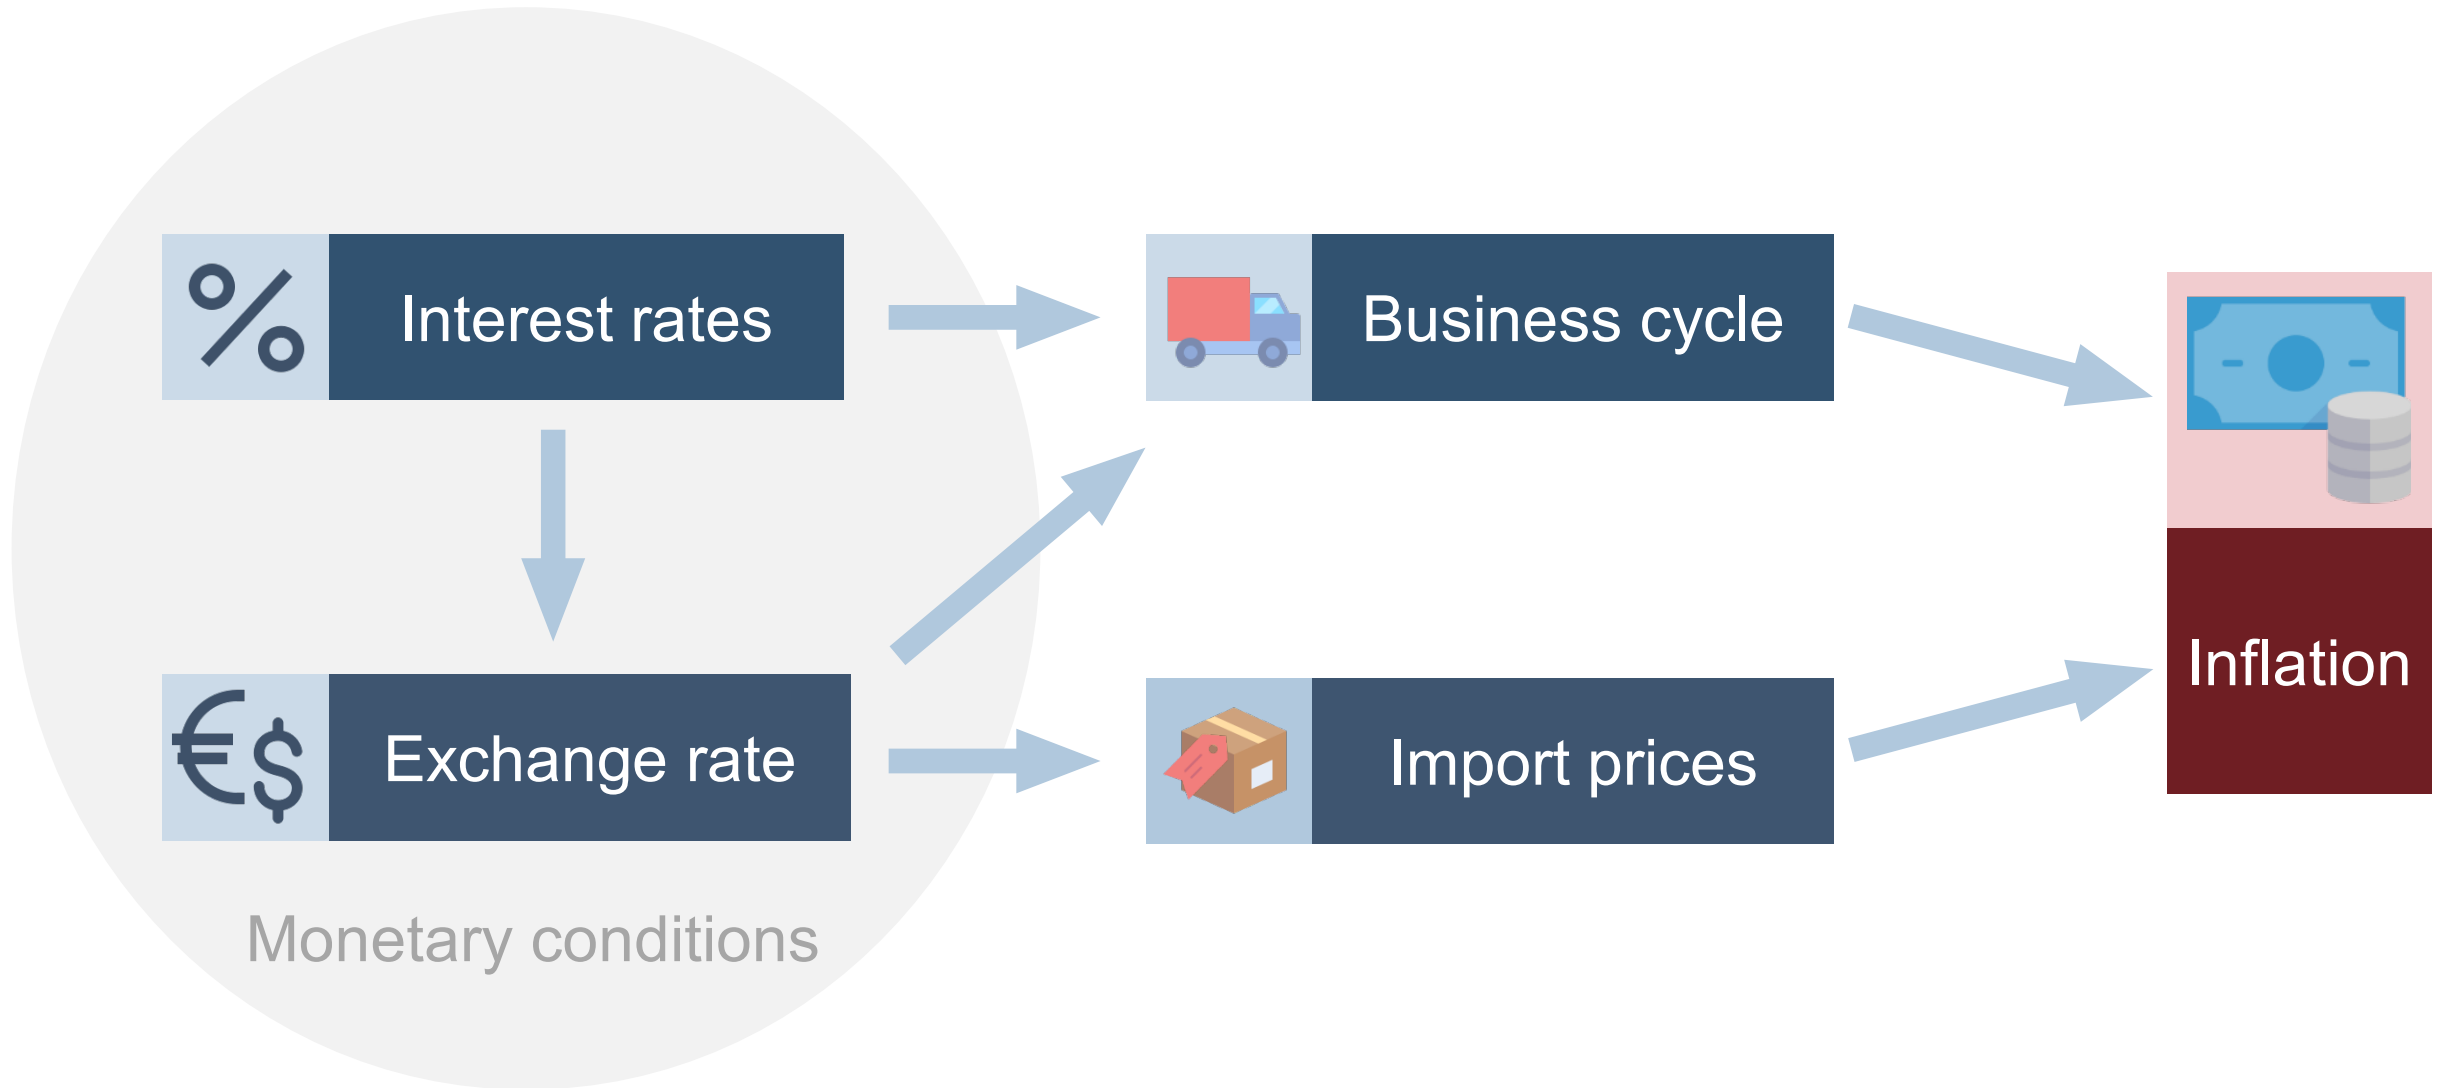 Interest rates
Business cycle
Exchange rate
Import prices
Inflation
Monetary conditions